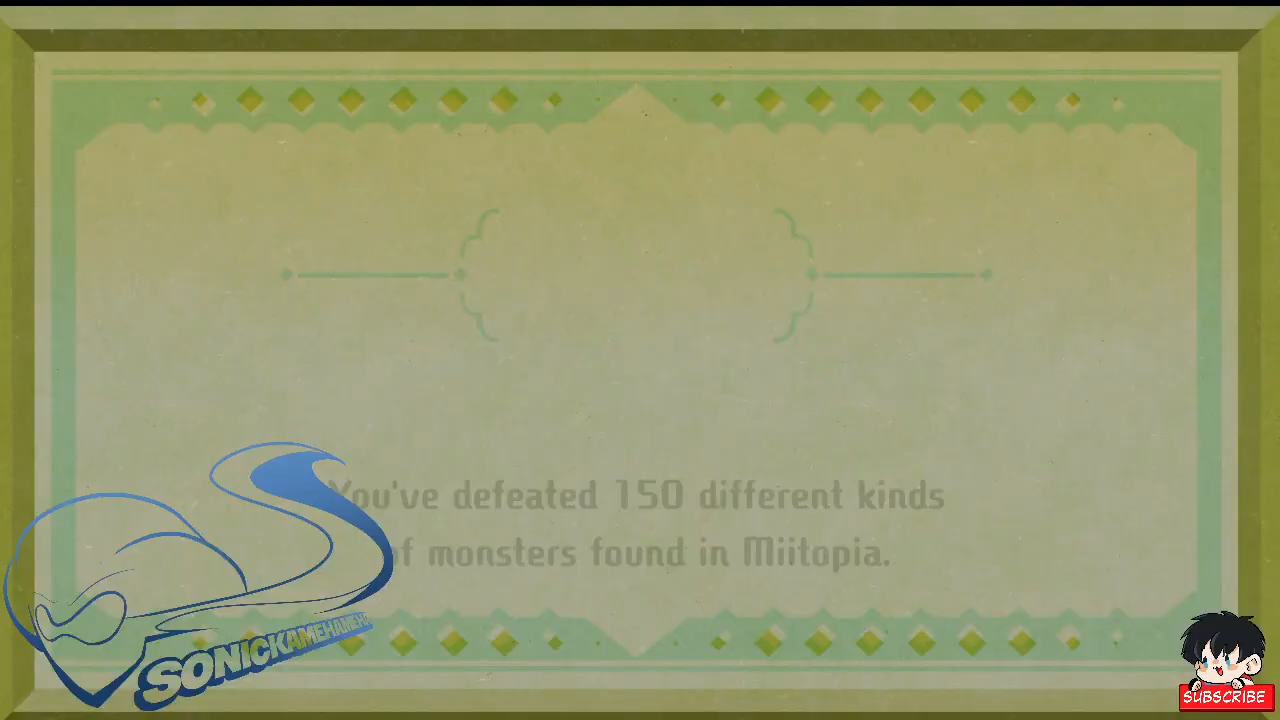 You've defeated 150 different kinds
of monsters found in Miitopia.
SONICKAMEHAMEHA
SUBSCRIBE